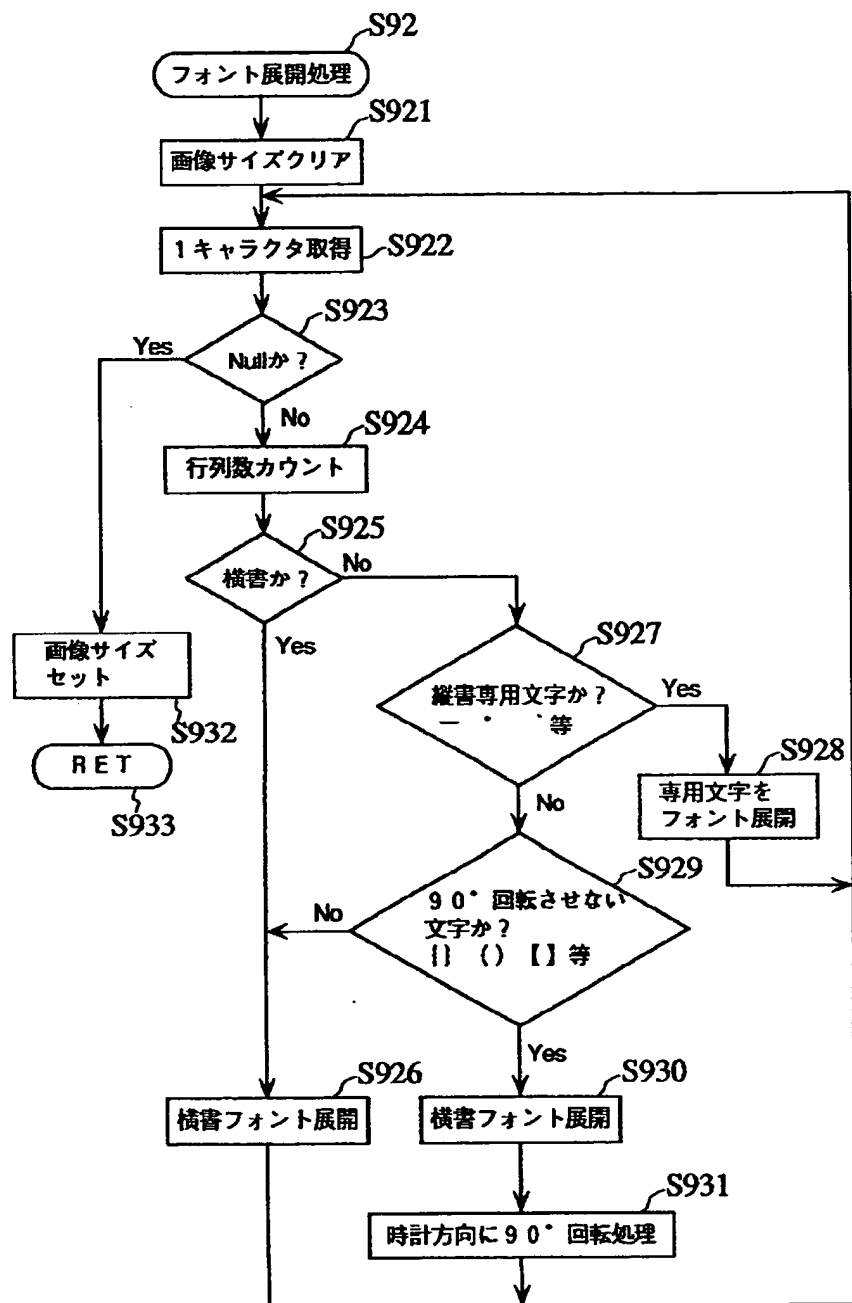 S92
フォント展開処理
S921
画像サイズクリア
1キャラクタ取得
S922
S923
Nullか?
Yes
No
S924
行列数カウント
S925
横書か?
No
Yes
画像サイズ
セット
S932
RET
S933
S927
縦書専用文字か?
ー 。 、等
Yes
No
S928
専用文字を
フォント展開
S929
90°回転させない
文字か?
{} () 【】等
No
Yes
S926
横書フォント展開
S930
横書フォント展開
S931
時計方向に90°回転処理